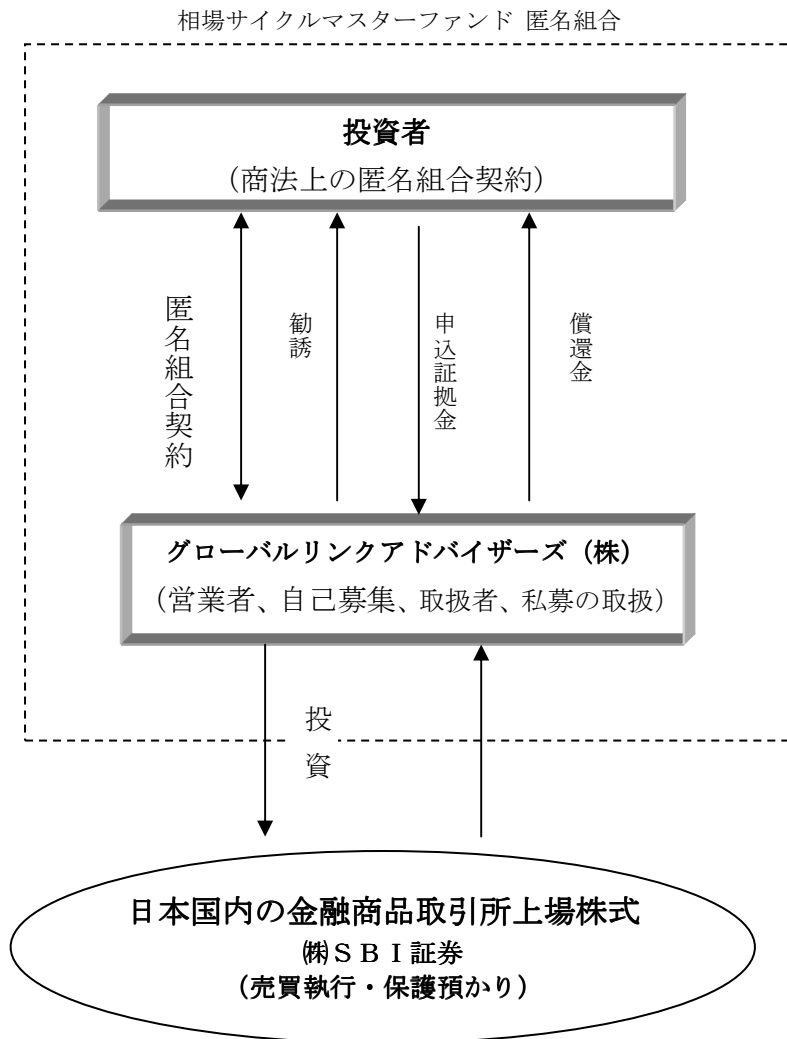 相場サイクルマスターファンド 匿名組合
投資者
(商法上の匿名組合契約)
匿名組合契約
勧誘
申込証拠金
償還金
グローバルリンクアドバイザーズ(株)
(営業者、自己募集、取扱者、私募の取扱)
投資
日本国内の金融商品取引所上場株式
㈱SBI証券
(売買執行・保護預かり)